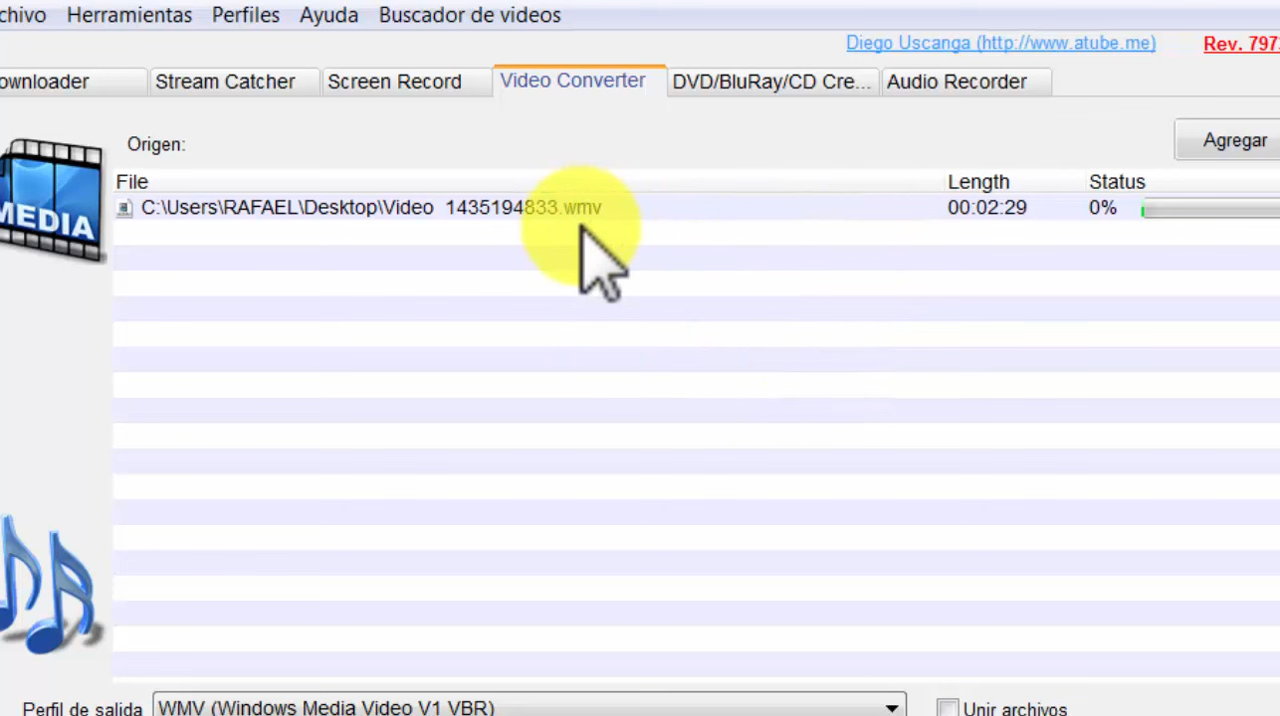 chivo Herramientas Perfiles Ayuda Buscador de videos
Diego Uscanga (http://www.atube.me) Rev. 797
ownloader Stream Catcher Screen Record Video Converter DVD/BluRay/CD Cre... Audio Recorder
Origen: Agregar
File Length Status
C:\Users\RAFAEL\Desktop\Video 1435194833.wmv 00:02:29 0%
MEDIA
Perfil de salida WMV (Windows Media Video V1 VBR) Unir archivos